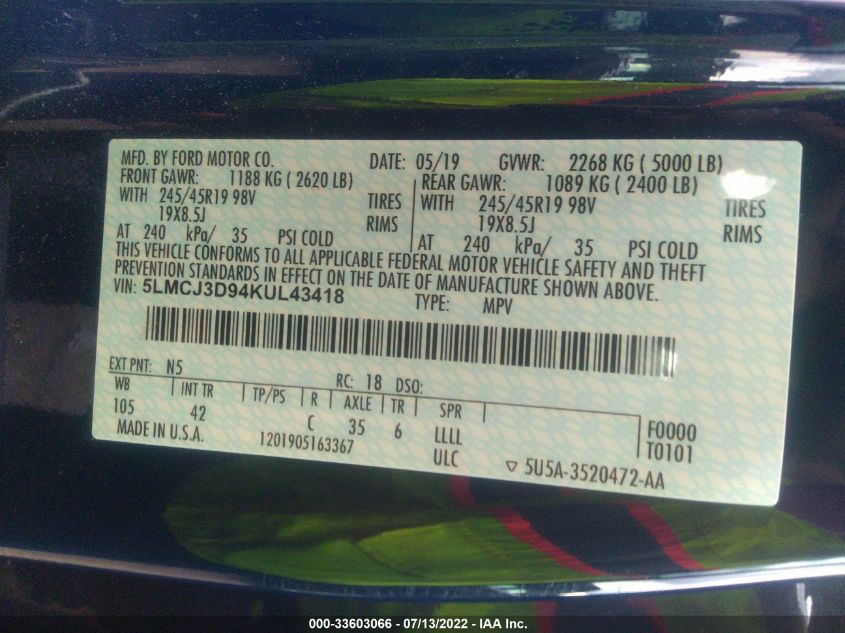 MFD. BY FORD MOTOR CO. DATE: 05/19 GVWR: 2268 KG ( 5000 LB)
FRONT GAWR: 1188 KG ( 2620 LB) REAR GAWR: 1089 KG ( 2400 LB)
WITH 245/45R19 98V TIRES WITH 245/45R19 98V TIRES
19X8.5J RIMS 19X8.5J RIMS
AT 240 kPa/ 35 PSI COLD AT 240 kPa/ 35 PSI COLD
THIS VEHICLE CONFORMS TO ALL APPLICABLE FEDERAL MOTOR VEHICLE SAFETY AND THEFT
PREVENTION STANDARDS IN EFFECT ON THE DATE OF MANUFACTURE SHOWN ABOVE.
VIN: 5LMCJ3D94KUL43418 TYPE: MPV
EXT PNT: N5 RC: 18 DSO:
WB INT TR TP/PS R AXLE TR SPR
105 42 C 35 6 LLLL F0000
MADE IN U.S.A. 1201905163367 ULC T0101
▽ 5U5A-3520472-AA
000-33603066 - 07/13/2022 - IAA Inc.